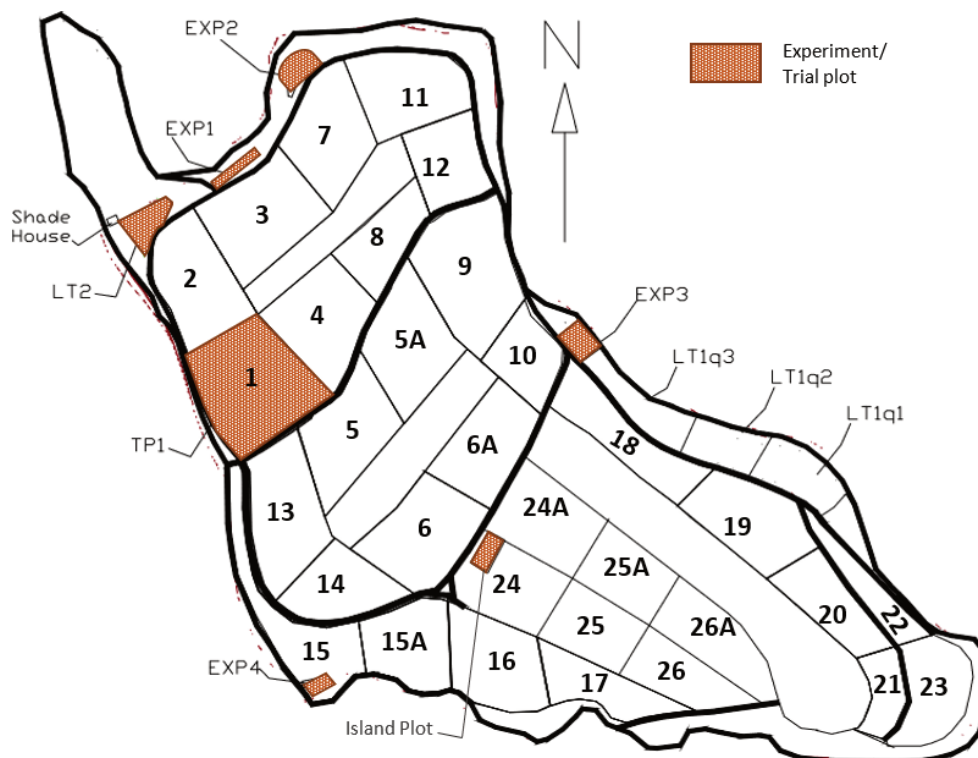 EXP2
N
Experiment/
Trial plot
11
7
EXP1
12
3
Shade
House
8
2
9
LT2
EXP3
4
5A
10
LT1q3
1
LT1q2
LT1q1
TP1
5
18
6A
13
24A
19
6
25A
14
24
20
22
25
26A
15
15A
EXP4
16
26
21
23
17
Island Plot